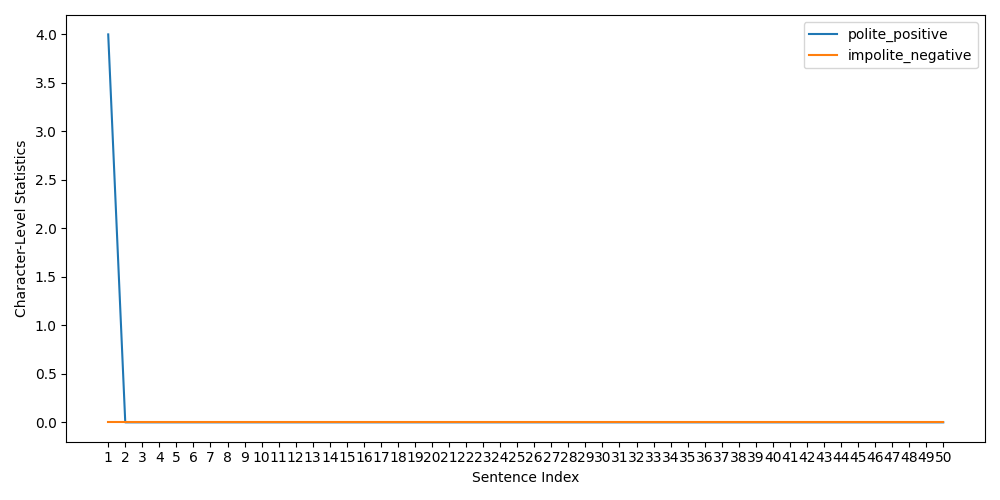 polite_positive
impolite_negative
4.0
3.5
3.0
2.5
2.0
1.5
1.0
0.5
0.0
Character-Level Statistics
1 2 3 4 5 6 7 8 9 10 11 12 13 14 15 16 17 18 19 20 21 22 23 24 25 26 27 28 29 30 31 32 33 34 35 36 37 38 39 40 41 42 43 44 45 46 47 48 49 50
Sentence Index